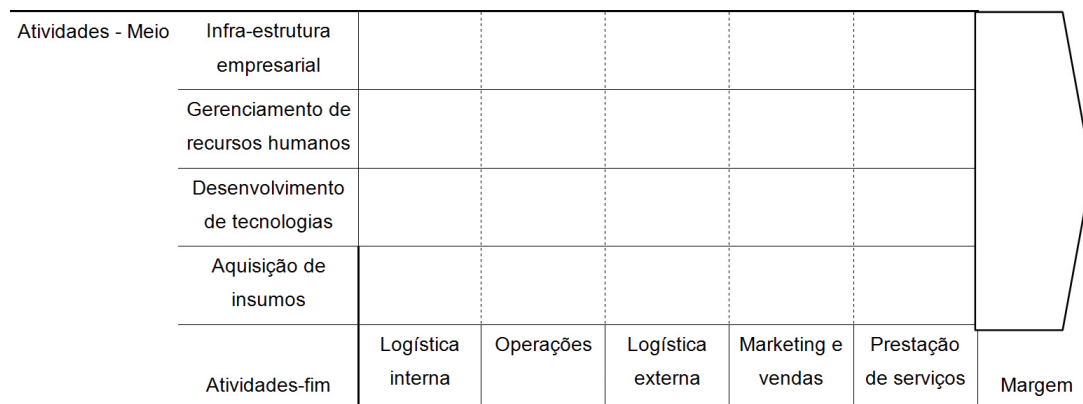 Atividades - Meio
Infra-estrutura
empresarial
Gerenciamento de
recursos humanos
Desenvolvimento
de tecnologias
Aquisição de
insumos
Atividades-fim
Logística
interna
Operações
Logística
externa
Marketing e
vendas
Prestação
de serviços
Margem